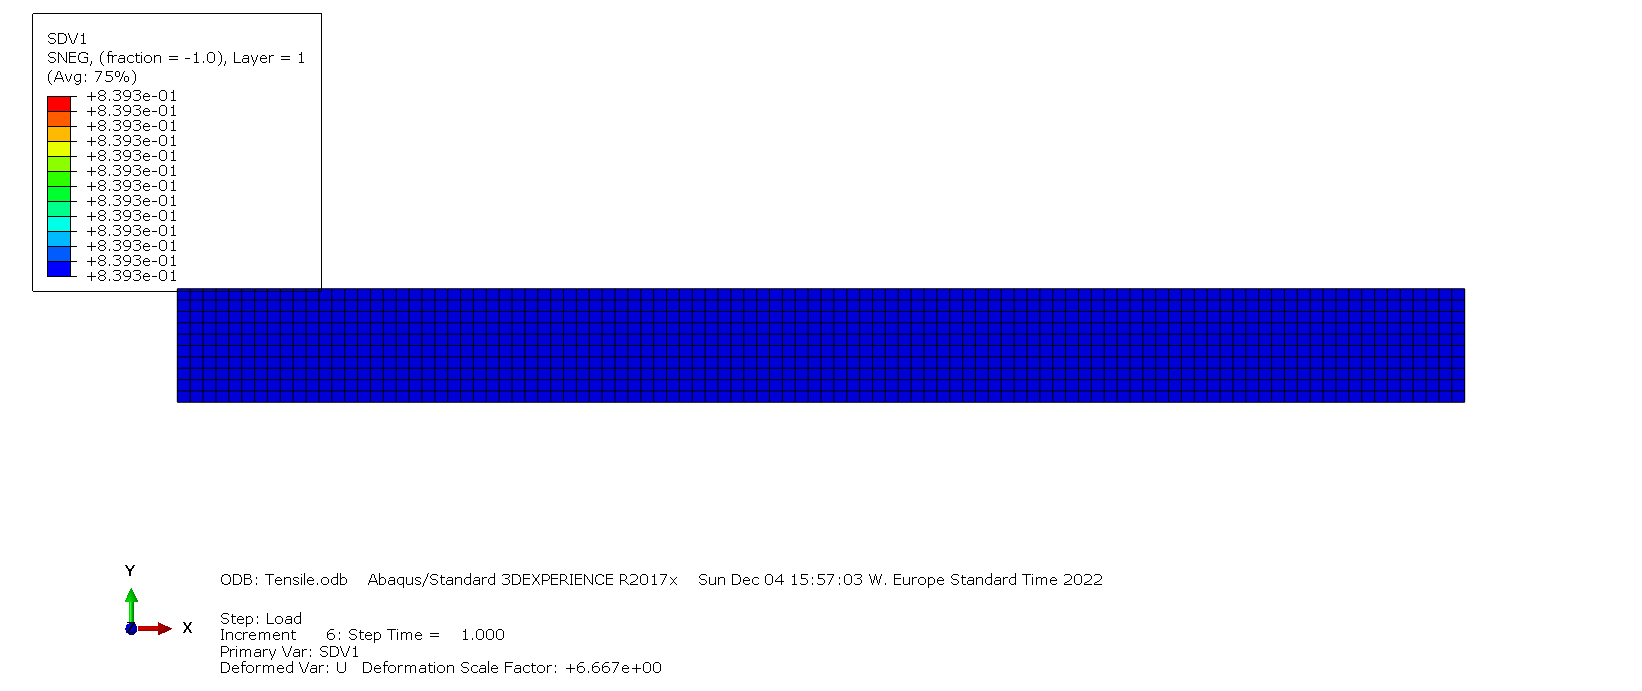 SDV1
SNEG, (fraction = -1.0), Layer = 1
(Avg: 75%)
+8.393e-01
+8.393e-01
+8.393e-01
+8.393e-01
+8.393e-01
+8.393e-01
+8.393e-01
+8.393e-01
+8.393e-01
+8.393e-01
+8.393e-01
+8.393e-01
+8.393e-01
Y
X
ODB: Tensile.odb Abaqus/Standard 3DEXPERIENCE R2017x Sun Dec 04 15:57:03 W. Europe Standard Time 2022
Step: Load
Increment 6: Step Time = 1.000
Primary Var: SDV1
Deformed Var: U Deformation Scale Factor: +6.667e+00